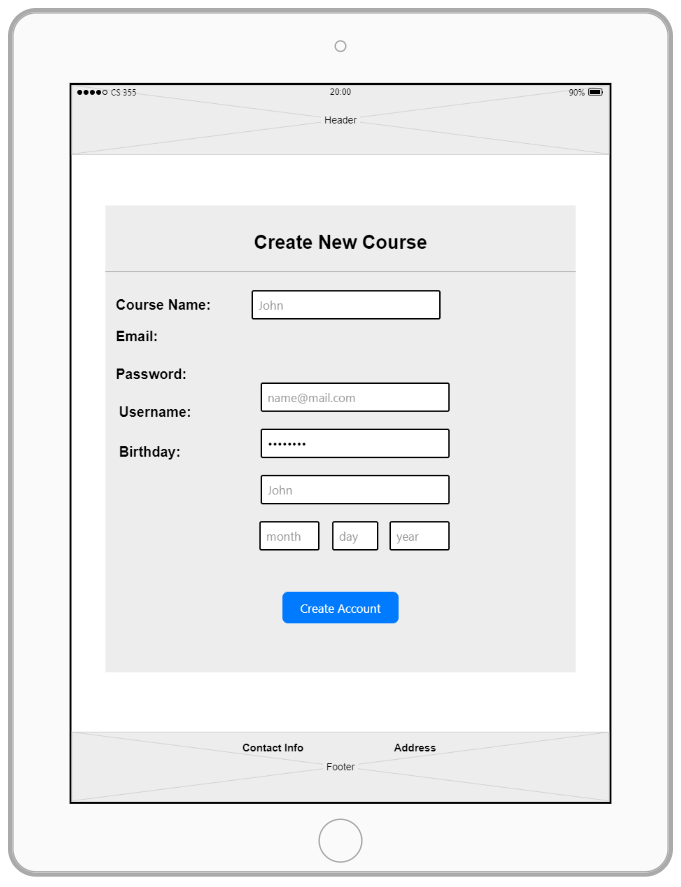 CS 355 20:00 90%
Header
Create New Course
Course Name: John
Email:
Password:
name@mail.com
Username:
••••••••
Birthday:
John
month day year
Create Account
Contact Info Address
Footer